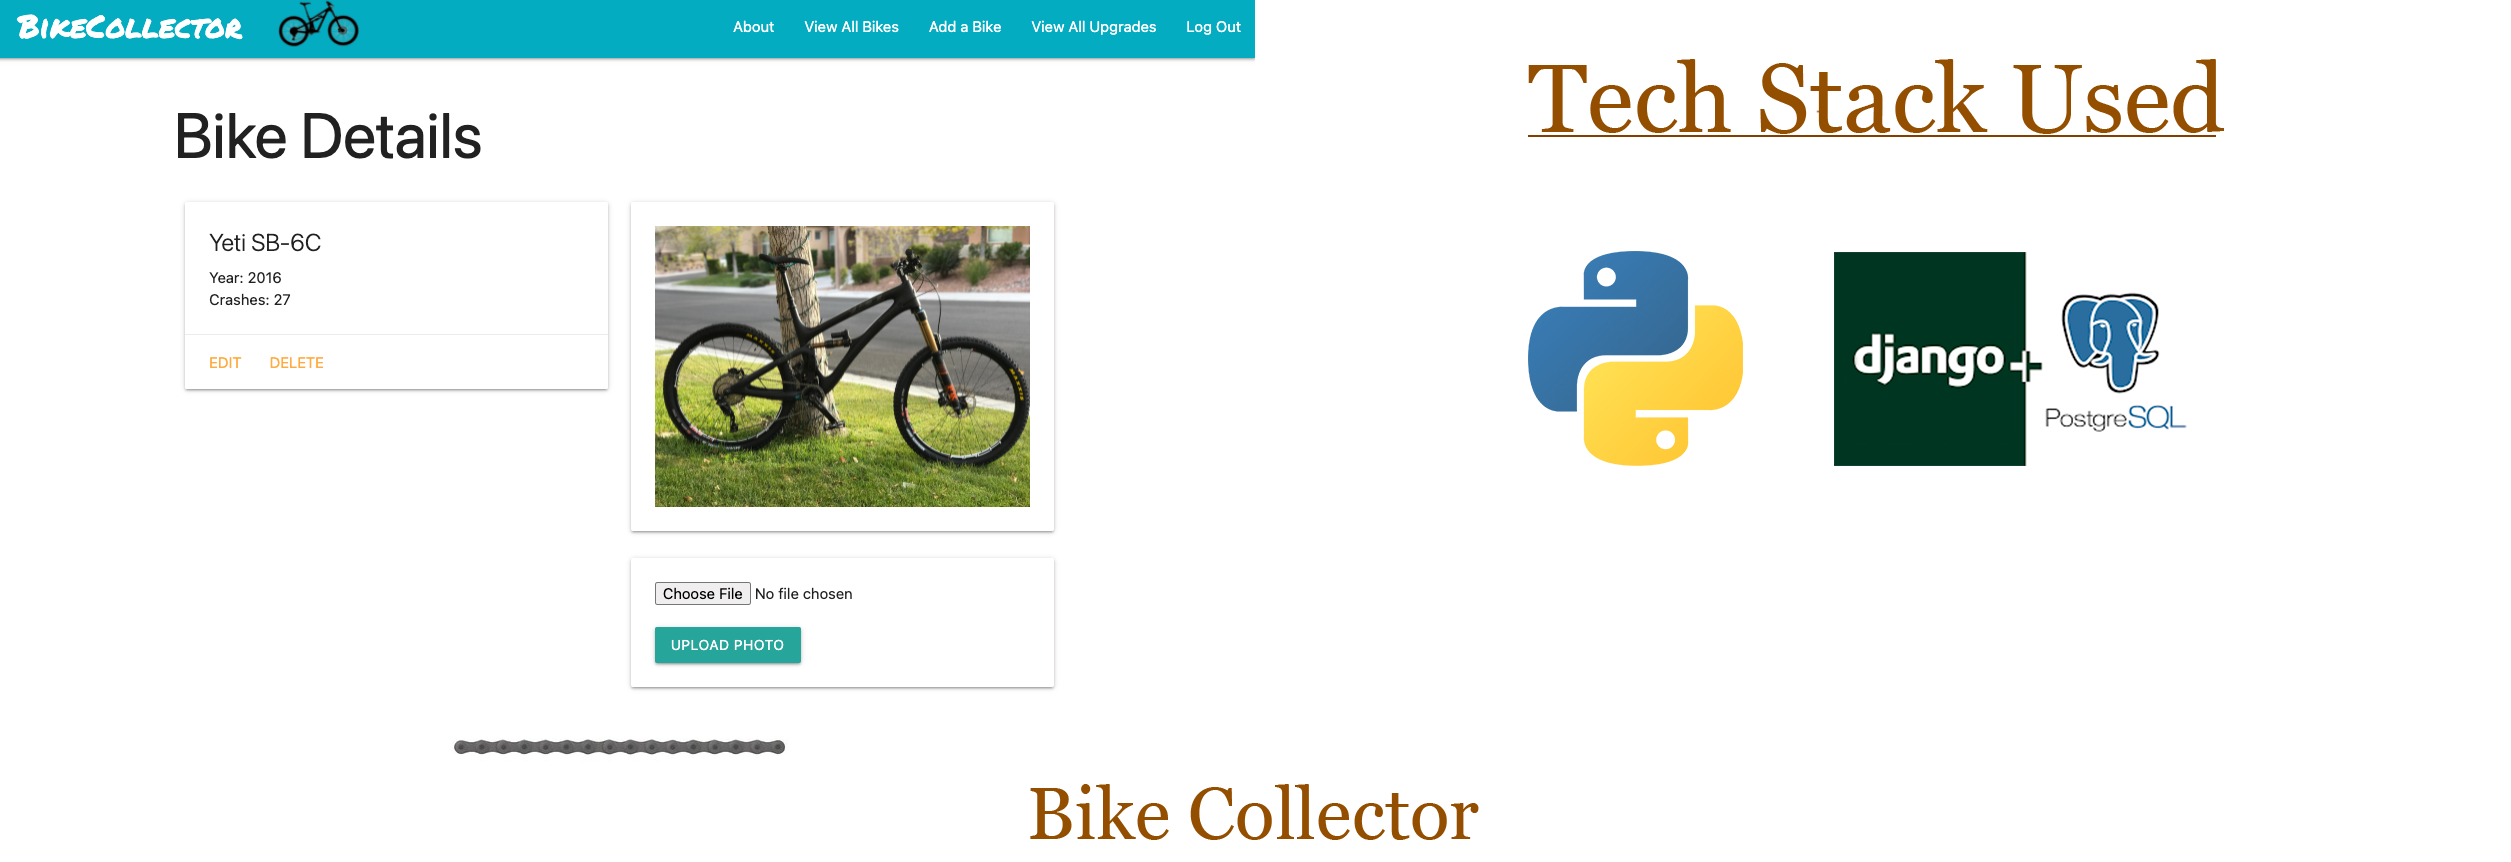 BikeCollector
About View All Bikes Add a Bike View All Upgrades Log Out
Bike Details
Yeti SB-6C
Year: 2016
Crashes: 27
EDIT DELETE
MAXXIS
Choose File No file chosen
UPLOAD PHOTO
Tech Stack Used
django+
PostgreSQL
Bike Collector